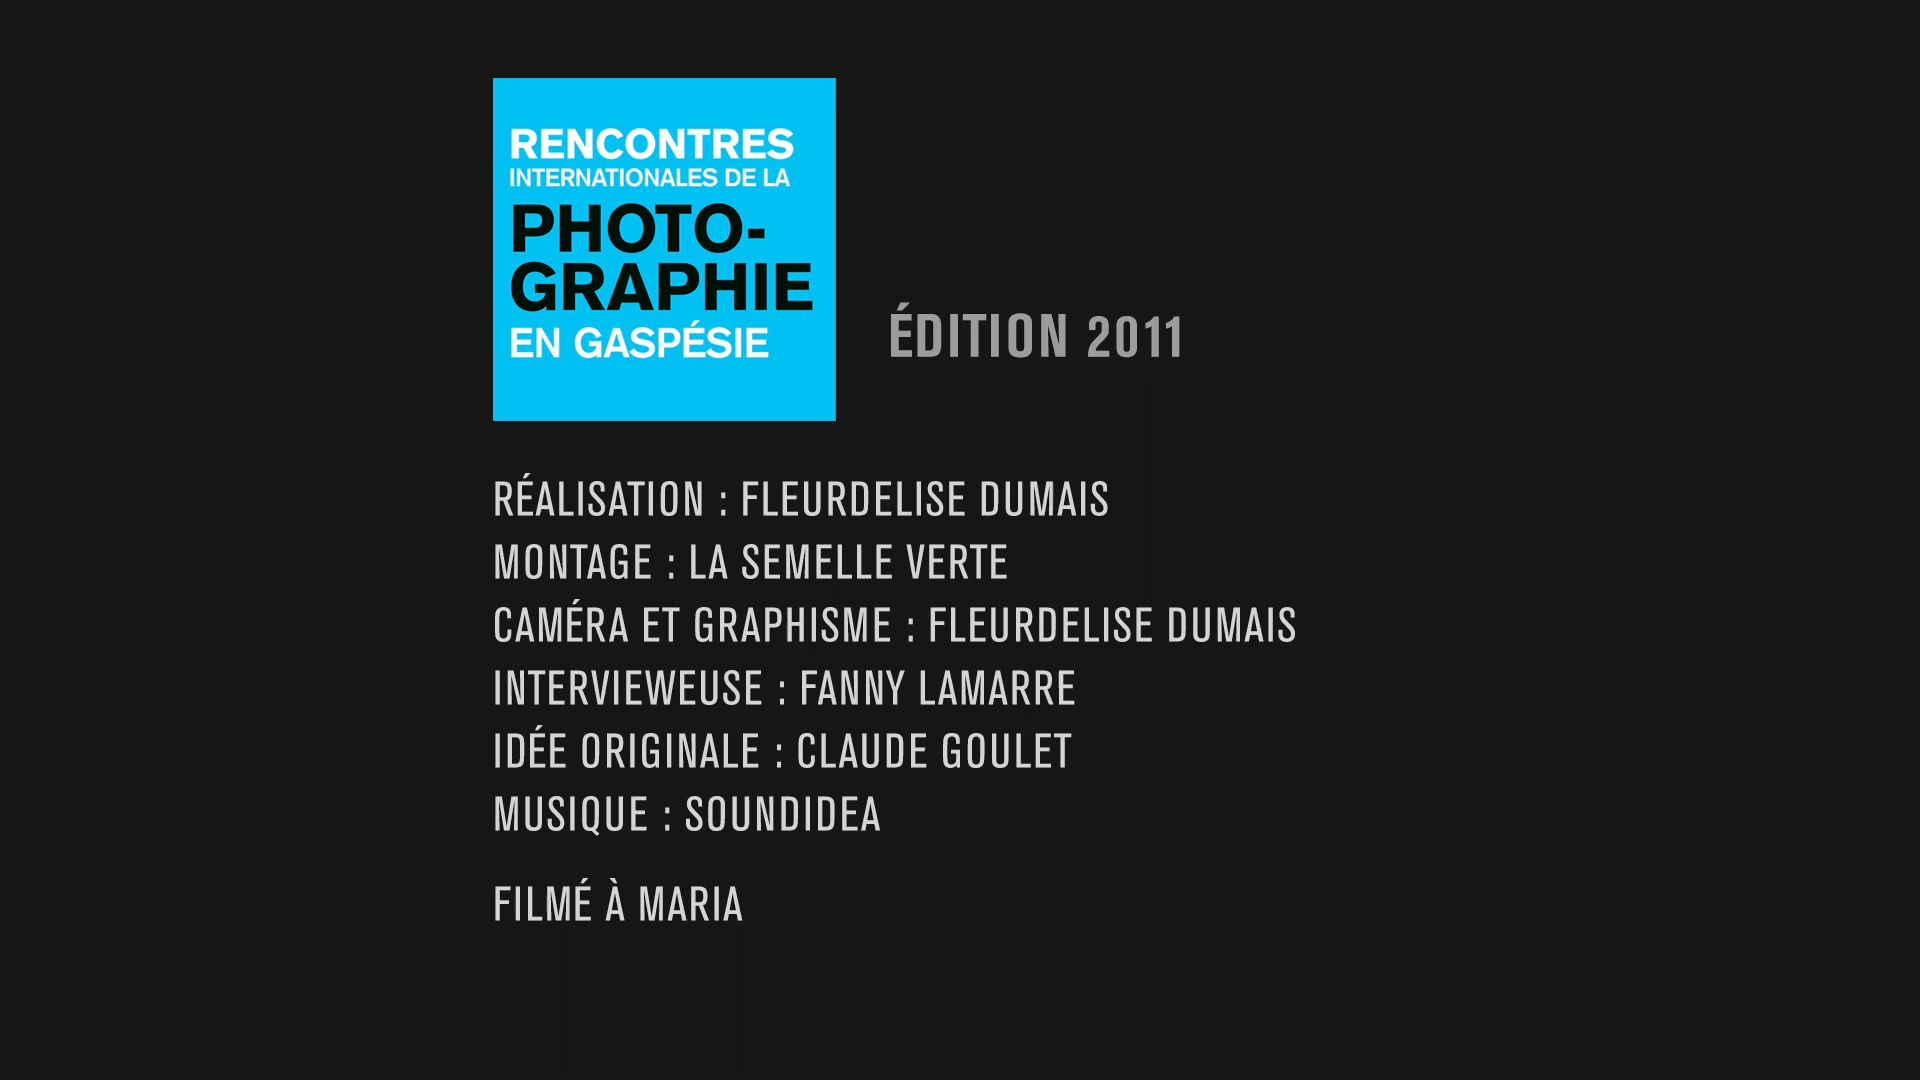 RENCONTRES
INTERNATIONALES DE LA
PHOTO-
GRAPHIE
EN GASPÉSIE
ÉDITION 2011
RÉALISATION : FLEURDELISE DUMAIS
MONTAGE : LA SEMELLE VERTE
CAMÉRA ET GRAPHISME : FLEURDELISE DUMAIS
INTERVIEWEUSE : FANNY LAMARRE
IDÉE ORIGINALE : CLAUDE GOULET
MUSIQUE : SOUNDIDEA
FILMÉ À MARIA